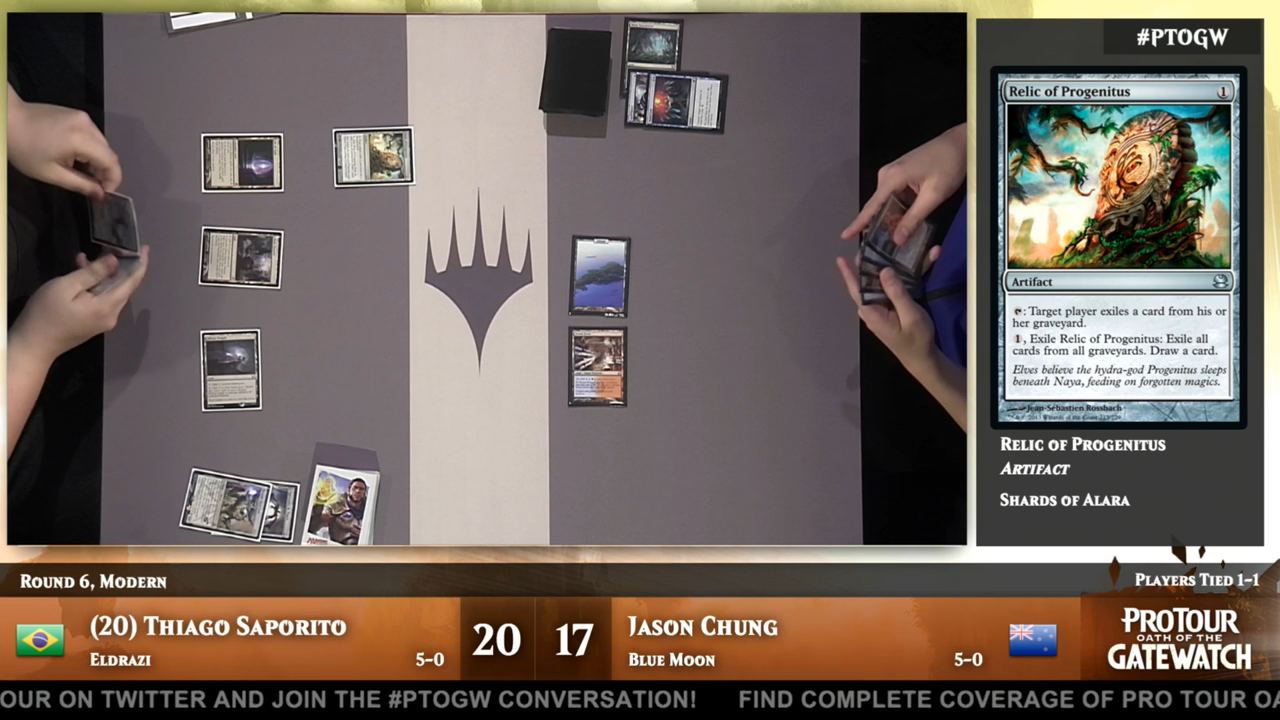 #PTOGW
Relic of Progenitus 1
Artifact
: Target player exiles a card from his or
her graveyard.
1, Exile Relic of Progenitus: Exile all
cards from all graveyards. Draw a card.
Elves believe the hydra-god Progenitus sleeps
beneath Naya, feeding on forgotten magics.
Jean-Sébastien Rossbach
RELIC OF PROGENITUS
ARTIFACT
SHARDS OF ALARA
ROUND 6, MODERN
PLAYERS TIED 1-1
(20) THIAGO SAPORITO
ELDRAZI
5-0
20
17
JASON CHUNG
BLUE MOON
5-0
PROTOUR
OATH OF THE
GATEWATCH
OUR ON TWITTER AND JOIN THE #PTOGW CONVERSATION! FIND COMPLETE COVERAGE OF PRO TOUR OA